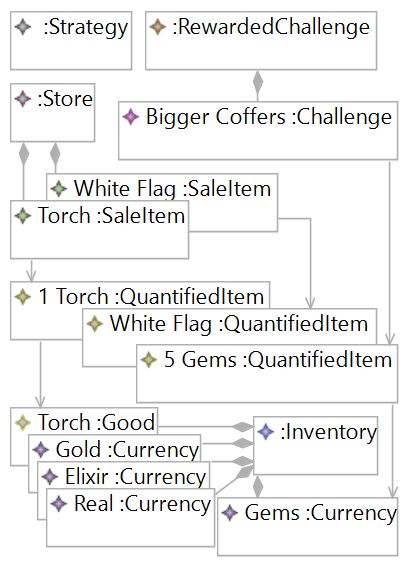 :Strategy
:RewardedChallenge
:Store
Bigger Coffers :Challenge
White Flag :SaleItem
Torch :SaleItem
1 Torch :QuantifiedItem
White Flag :QuantifiedItem
5 Gems :QuantifiedItem
Torch :Good
:Inventory
Gold :Currency
Elixir :Currency
Real :Currency
Gems :Currency